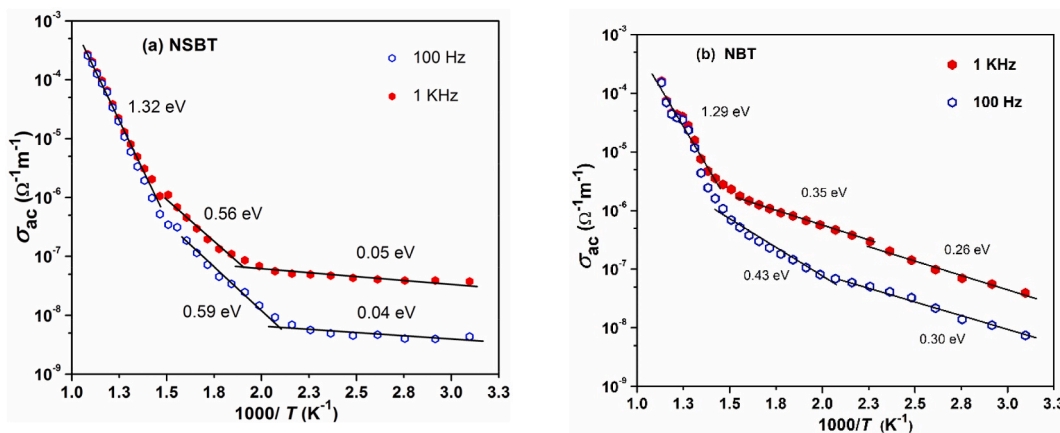 (a) NSBT
100 Hz
1 KHz
1.32 eV
0.56 eV
0.05 eV
0.59 eV
0.04 eV
σac (Ω-1m-1)
10-3
10-4
10-5
10-6
10-7
10-8
10-9
1.0 1.3 1.5 1.8 2.0 2.3 2.5 2.8 3.0 3.3
1000/ T (K-1)
(b) NBT
1 KHz
100 Hz
1.29 eV
0.35 eV
0.26 eV
0.43 eV
0.30 eV
σac (Ω-1m-1)
10-3
10-4
10-5
10-6
10-7
10-8
10-9
1.0 1.3 1.5 1.8 2.0 2.3 2.5 2.8 3.0 3.3
1000/T (K-1)